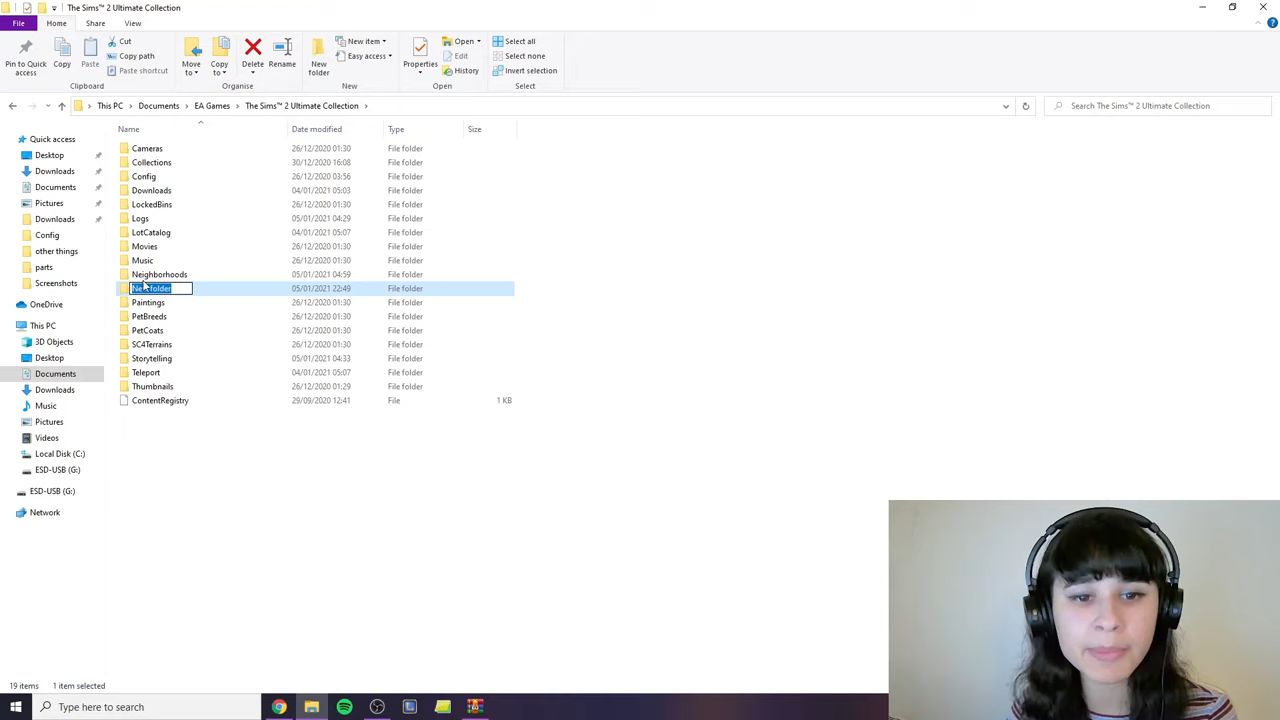 The Sims™ 2 Ultimate Collection
File Home Share View
Pin to Quick access
Copy
Paste
Cut
Copy path
Paste shortcut
Clipboard
Move to
Copy to
Delete
Rename
Organise
New folder
New item
Easy access
New
Properties
Open
Edit
History
Open
Select all
Select none
Invert selection
Select
This PC Documents EA Games The Sims™ 2 Ultimate Collection
Search The Sims™ 2 Ultimate Collection
Name Date modified Type Size
Quick access
Desktop
Downloads
Documents
Pictures
Downloads
Config
other things
parts
Screenshots
OneDrive
This PC
3D Objects
Desktop
Documents
Downloads
Music
Pictures
Videos
Local Disk (C:)
ESD-USB (G:)
ESD-USB (G:)
Network
Cameras 26/12/2020 01:30 File folder
Collections 30/12/2020 16:08 File folder
Config 26/12/2020 03:56 File folder
Downloads 04/01/2021 05:03 File folder
LockedBins 26/12/2020 01:30 File folder
Logs 05/01/2021 04:29 File folder
LotCatalog 04/01/2021 05:07 File folder
Movies 26/12/2020 01:30 File folder
Music 26/12/2020 01:30 File folder
Neighborhoods 05/01/2021 04:59 File folder
New folder 05/01/2021 22:49 File folder
Paintings 26/12/2020 01:30 File folder
PetBreeds 26/12/2020 01:30 File folder
PetCoats 26/12/2020 01:30 File folder
SC4Terrains 26/12/2020 01:30 File folder
Storytelling 05/01/2021 04:33 File folder
Teleport 04/01/2021 05:07 File folder
Thumbnails 26/12/2020 01:29 File folder
ContentRegistry 29/09/2020 12:41 File 1 KB
19 items 1 item selected
Type here to search